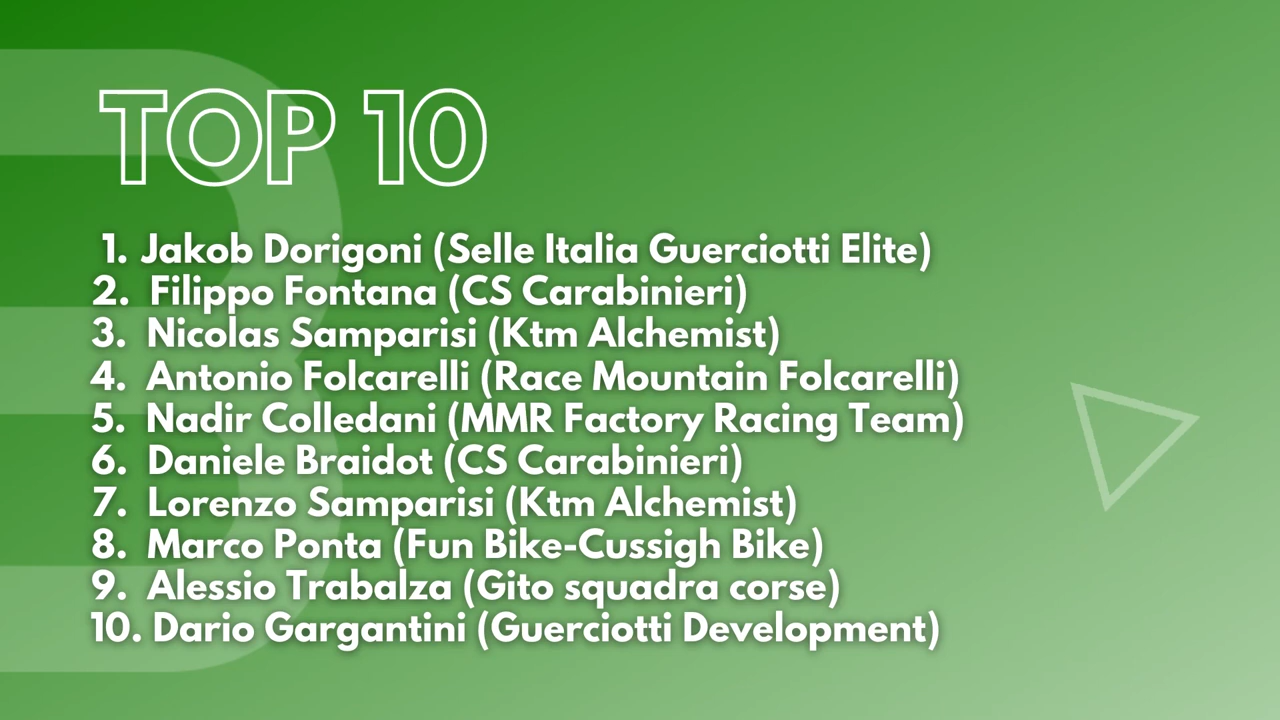 TOP 10
1. Jakob Dorigoni (Selle Italia Guerciotti Elite)
2. Filippo Fontana (CS Carabinieri)
3. Nicolas Samparisi (Ktm Alchemist)
4. Antonio Folcarelli (Race Mountain Folcarelli)
5. Nadir Colledani (MMR Factory Racing Team)
6. Daniele Braidot (CS Carabinieri)
7. Lorenzo Samparisi (Ktm Alchemist)
8. Marco Ponta (Fun Bike-Cussigh Bike)
9. Alessio Trabalza (Gito squadra corse)
10. Dario Gargantini (Guerciotti Development)